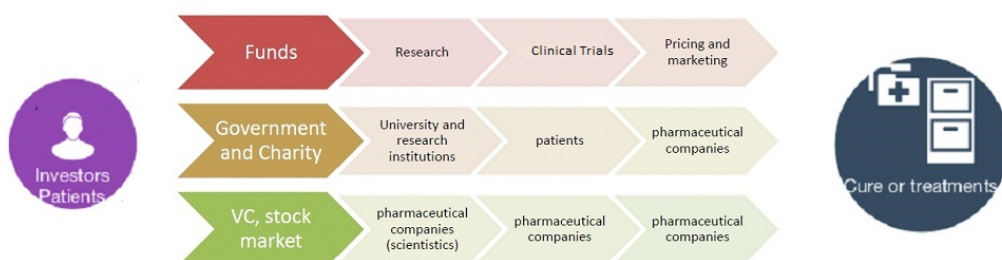 Funds
Research
Clinical Trials
Pricing and
marketing
Investors
Patients
Government
and Charity
University and
research
institutions
patients
pharmaceutical
companies
Cure or treatments
VC, stock
market
pharmaceutical
companies
(scientistics)
pharmaceutical
companies
pharmaceutical
companies